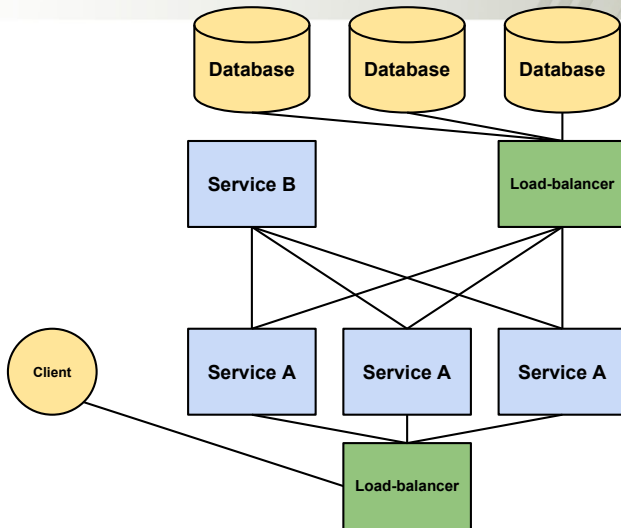 Database
Database
Database
Service B
Load-balancer
Client
Service A
Service A
Service A
Load-balancer